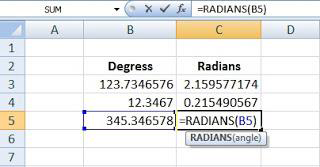 SUM =RADIANS(B5)
A B C D
1
2 Degress Radians
3 123.7346576 2.159577174
4 12.3467 0.215490567
5 345.346578 =RADIANS(B5)
6 RADIANS(angle)
7